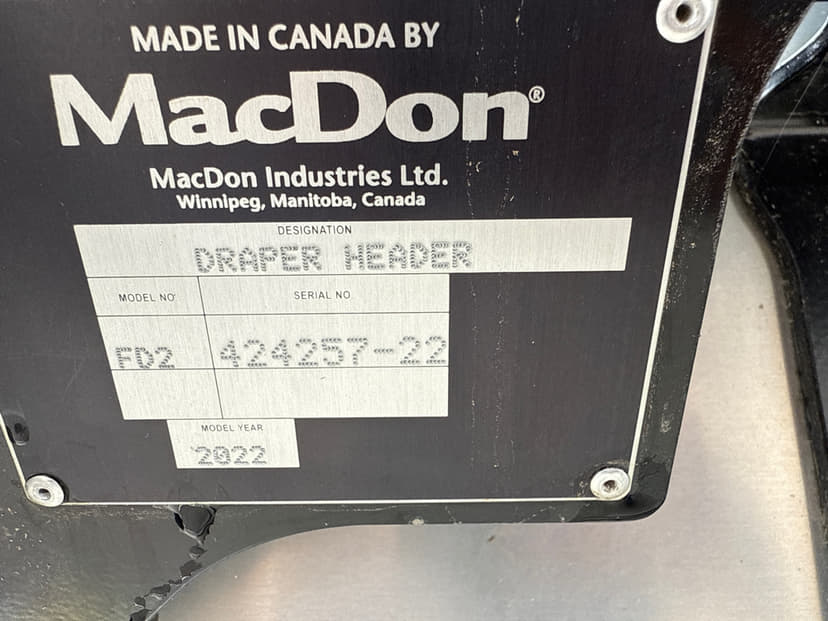 MADE IN CANADA BY
MacDon®
MacDon Industries Ltd.
Winnipeg, Manitoba, Canada
DESIGNATION
DRAPER HEADER
MODEL NO SERIAL NO.
FD2 424257-22
MODEL YEAR
2022